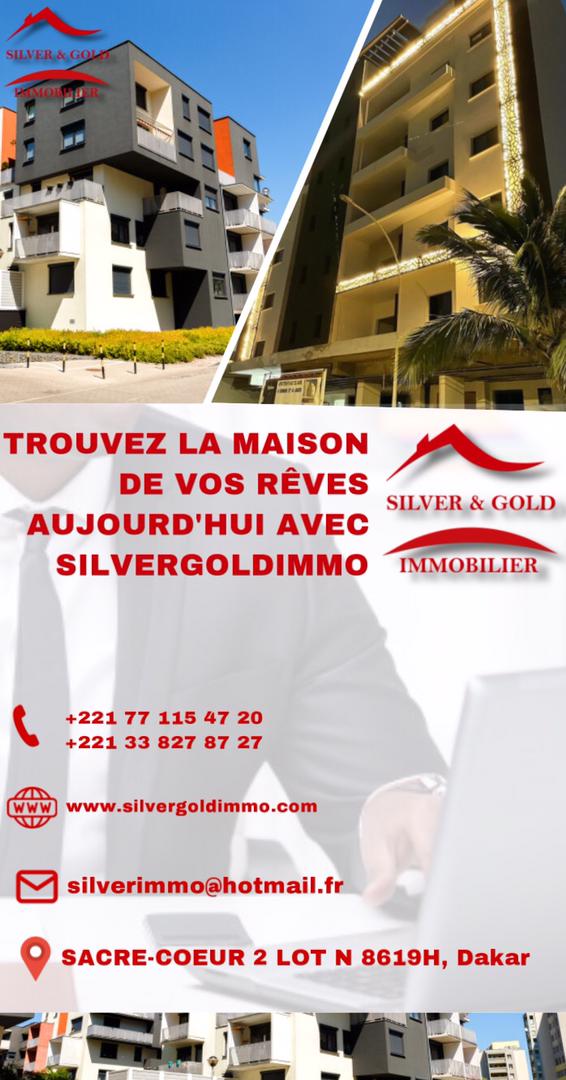 SILVER & GOLD
IMMOBILIER
TROUVEZ LA MAISON
DE VOS RÊVES
AUJOURD'HUI AVEC
SILVERGOLDIMMO
SILVER & GOLD
IMMOBILIER
+221 77 115 47 20
+221 33 827 87 27
www
www.silvergoldimmo.com
silverimmo@hotmail.fr
SACRE-COEUR 2 LOT N 8619H, Dakar